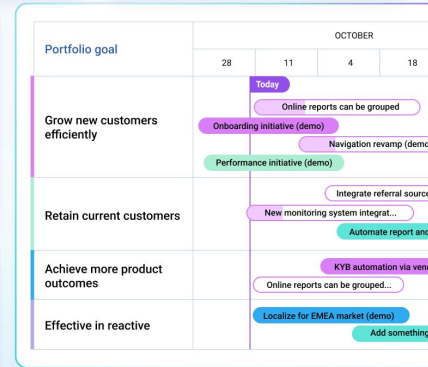 Portfolio goal
OCTOBER
28
11
4
18
Today
Grow new customers
efficiently
Online reports can be grouped
Onboarding initiative (demo)
Navigation revamp (demo
Performance initiative (demo)
Retain current customers
Integrate referral source
New monitoring system integrat...
Automate report and
Achieve more product
outcomes
KYB automation via ven
Online reports can be grouped...
Effective in reactive
Localize for EMEA market (demo)
Add something